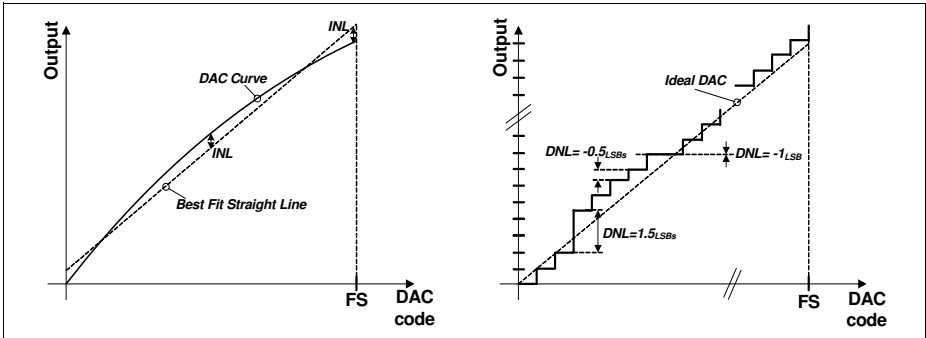 Output
INL
DAC Curve
INL
Best Fit Straight Line
FS
DAC
code
Output
Ideal DAC
DNL= -0.5LSBs
DNL= -1LSB
DNL=1.5LSBs
FS
DAC
code